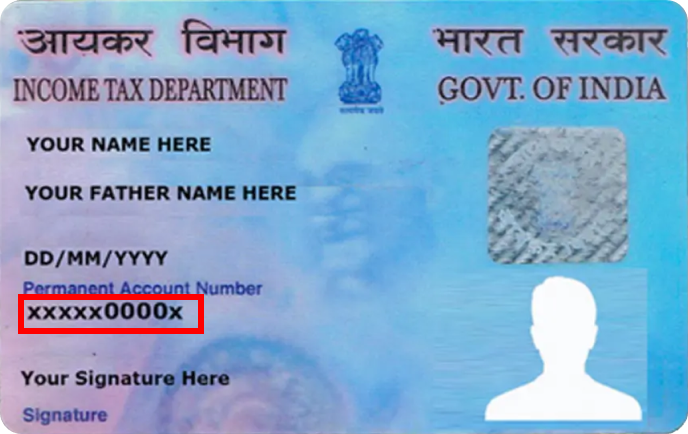 आयकर विभाग
भारत सरकार
INCOME TAX DEPARTMENT
GOVT. OF INDIA
YOUR NAME HERE
YOUR FATHER NAME HERE
DD/MM/YYYY
Permanent Account Number
xxxxx0000x
Your Signature Here
Signature